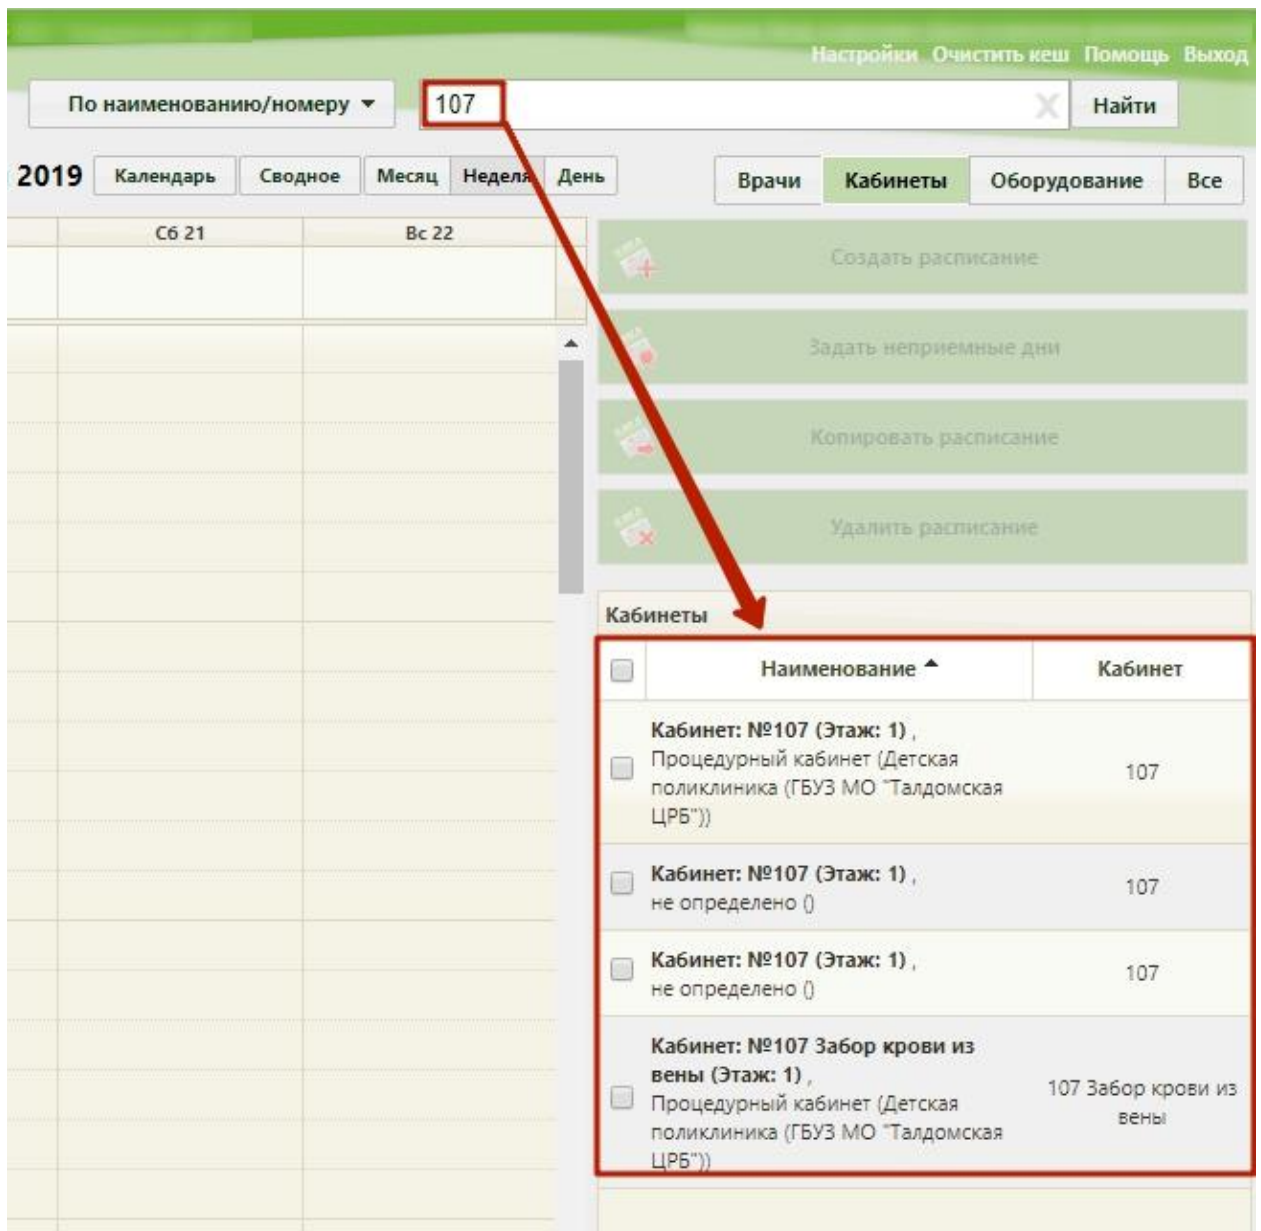 Настройки Очистить кеш Помощь Выход
По наименованию/номеру 107 X Найти
2019 Календарь Сводное Месяц Неделя День Врачи Кабинеты Оборудование Все
Сб 21 Вс 22
Создать расписание
Задать неприемные дни
Копировать расписание
Удалить расписание
Кабинеты
Наименование Кабинет
Кабинет: №107 (Этаж: 1) ,
Процедурный кабинет (Детская
поликлиника (ГБУЗ МО "Талдомская
ЦРБ"))
107
Кабинет: №107 (Этаж: 1) ,
не определено ()
107
Кабинет: №107 (Этаж: 1) ,
не определено ()
107
Кабинет: №107 Забор крови из
вены (Этаж: 1) ,
Процедурный кабинет (Детская
поликлиника (ГБУЗ МО "Талдомская
ЦРБ"))
107 Забор крови из
вены